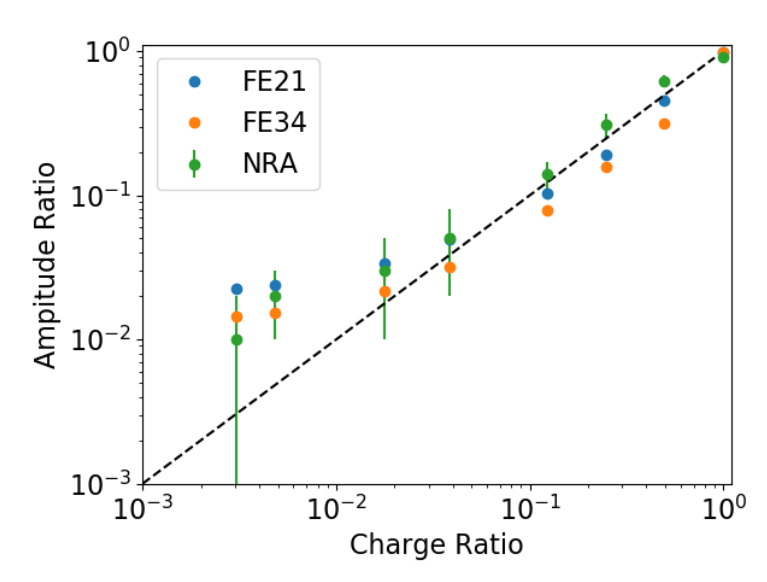 10⁰
10⁻¹
10⁻²
10⁻³
Ampitude Ratio
FE21
FE34
NRA
10⁻³
10⁻²
10⁻¹
10⁰
Charge Ratio